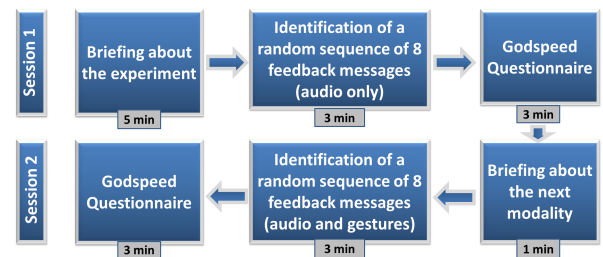 Session 1
Briefing about
the experiment
5 min
Identification of a
random sequence of 8
feedback messages
(audio only)
3 min
Godspeed
Questionnaire
3 min
Session 2
Godspeed
Questionnaire
3 min
Identification of a
random sequence of 8
feedback messages
(audio and gestures)
3 min
Briefing about
the next
modality
1 min